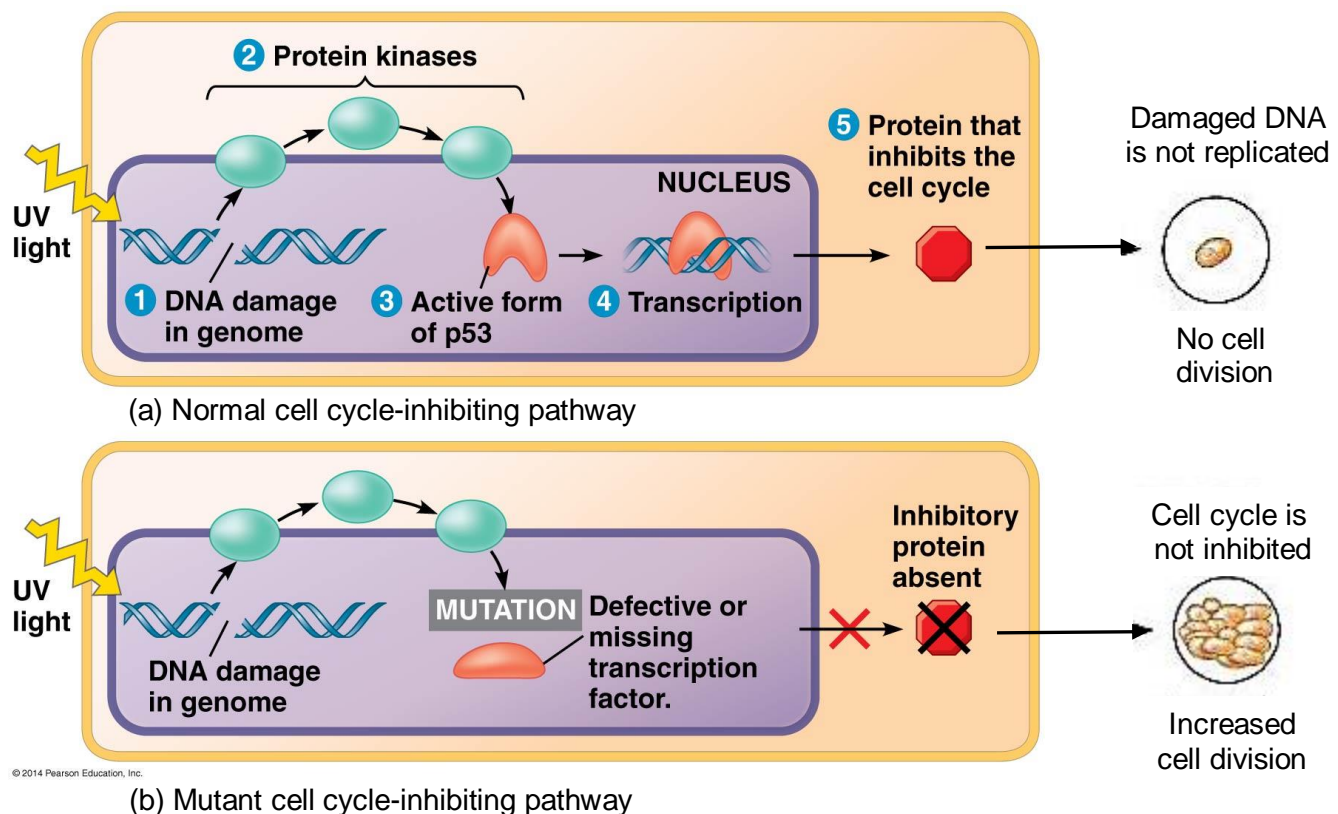 2 Protein kinases
UV
light
NUCLEUS
1 DNA damage
in genome
3 Active form
of p53
4 Transcription
5 Protein that
inhibits the
cell cycle
Damaged DNA
is not replicated
No cell
division
(a) Normal cell cycle-inhibiting pathway
UV
light
DNA damage
in genome
MUTATION
Defective or
missing
transcription
factor.
Inhibitory
protein
absent
Cell cycle is
not inhibited
Increased
cell division
© 2014 Pearson Education, Inc.
(b) Mutant cell cycle-inhibiting pathway